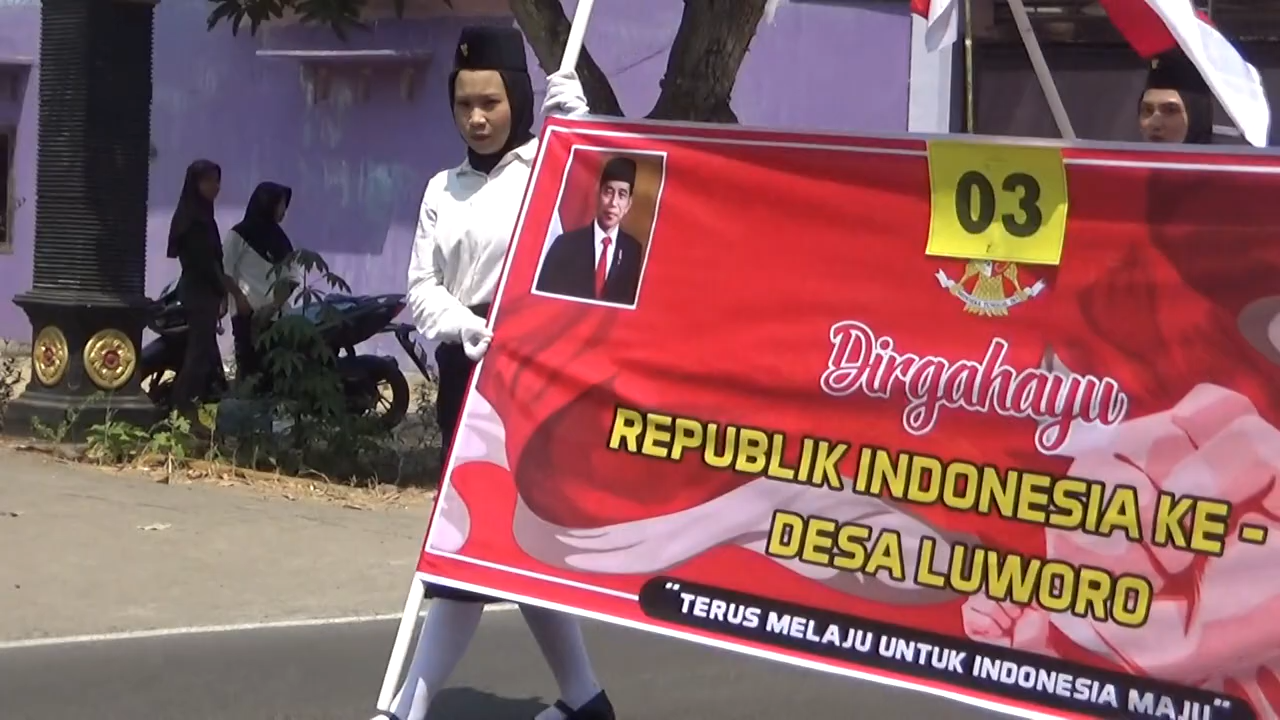 03
Dirgahayu
REPUBLIK INDONESIA KE -
DESA LUWORO
"TERUS MELAJU UNTUK INDONESIA MAJU"